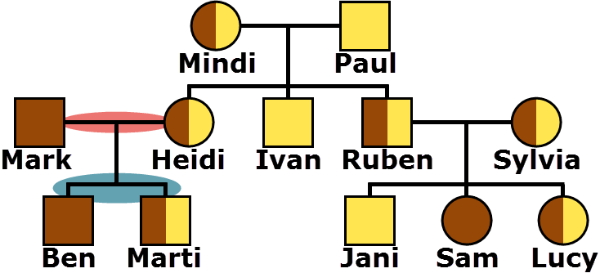 Mindi Paul
Mark Heidi Ivan Ruben Sylvia
Ben Marti Jani Sam Lucy